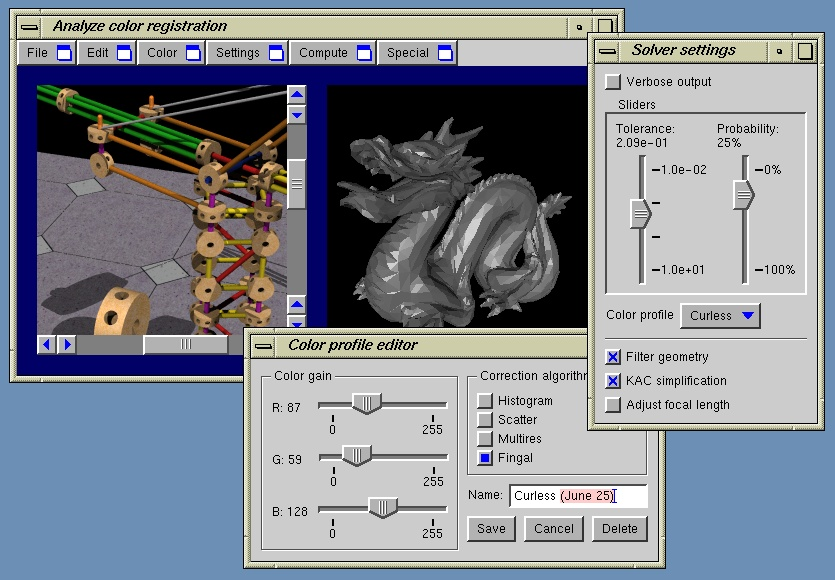 Analyze color registration
File Edit Color Settings Compute Special
Solver settings
Verbose output
Sliders
Tolerance: Probability:
2.09e-01 25%
1.0e-02 0%
1.0e+01 100%
Color profile Curless
Filter geometry
KAC simplification
Adjust focal length
Color profile editor
Color gain
R: 87
0 255
G: 59
0 255
B: 128
0 255
Correction algorithm
Histogram
Scatter
Multires
Fingal
Name: Curless (June 25)
Save Cancel Delete